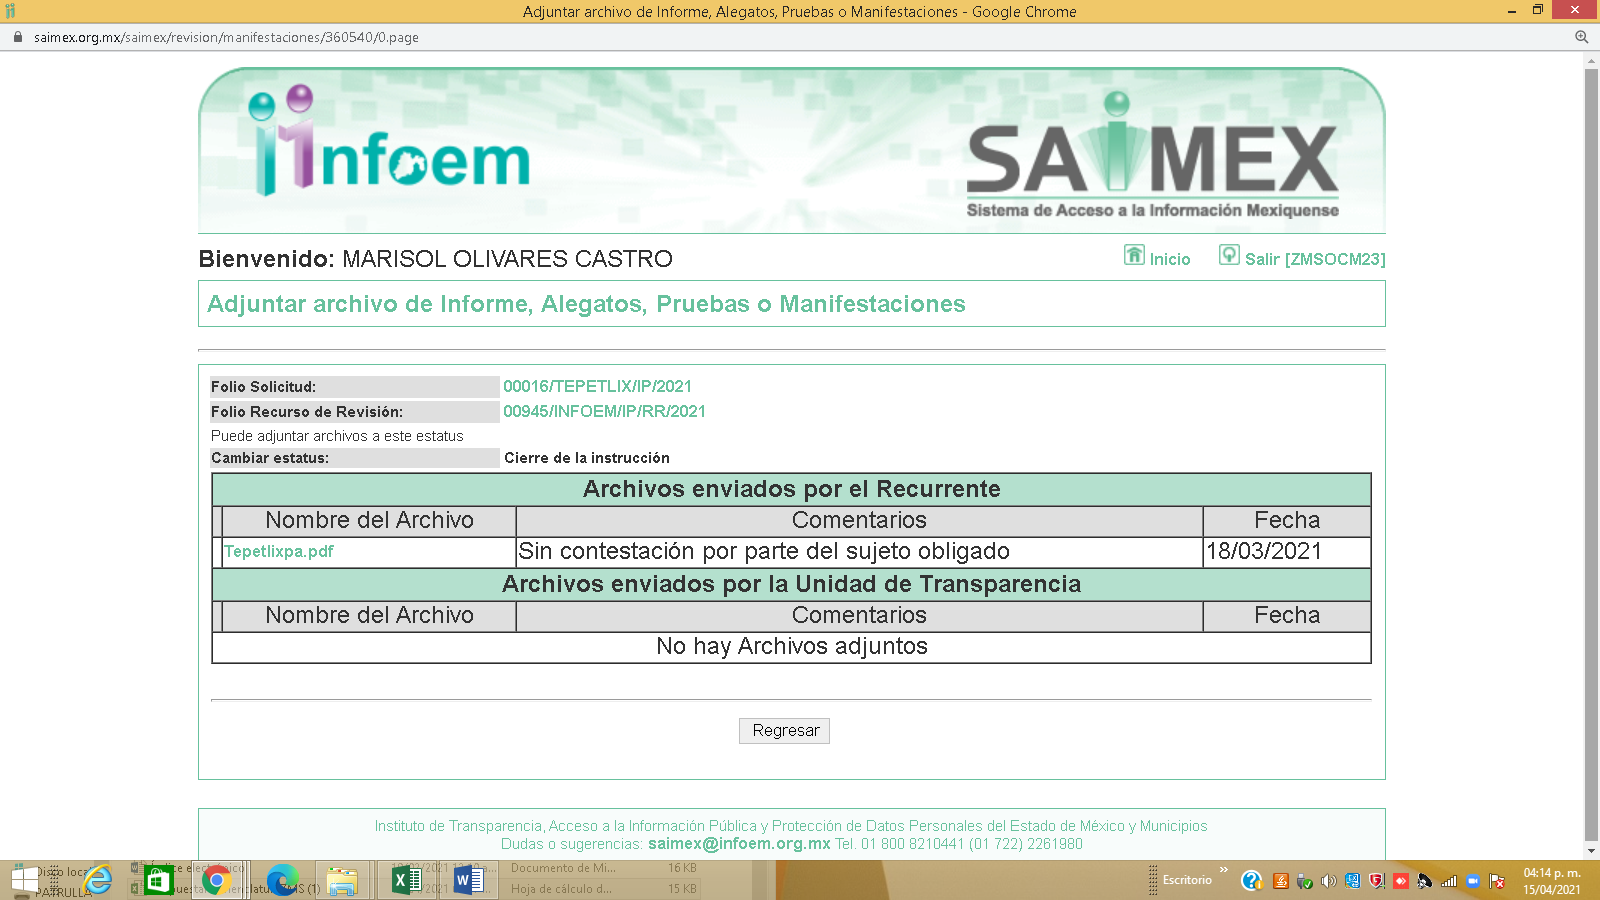 Adjuntar archivo de Informe, Alegatos, Pruebas o Manifestaciones - Google Chrome
saimex.org.mx/saimex/revision/manifestaciones/360540/0.page
infoem
SAIMEX
Sistema de Acceso a la Información Mexiquense
Bienvenido: MARISOL OLIVARES CASTRO
Inicio
Salir [ZMSOCM23]
Adjuntar archivo de Informe, Alegatos, Pruebas o Manifestaciones
Folio Solicitud: 00016/TEPETLIX/IP/2021
Folio Recurso de Revisión: 00945/INFOEM/IP/RR/2021
Puede adjuntar archivos a este estatus
Cambiar estatus: Cierre de la instrucción
Archivos enviados por el Recurrente
Nombre del Archivo Comentarios Fecha
Tepetlixpa.pdf Sin contestación por parte del sujeto obligado 18/03/2021
Archivos enviados por la Unidad de Transparencia
Nombre del Archivo Comentarios Fecha
No hay Archivos adjuntos
Regresar
Instituto de Transparencia, Acceso a la Información Pública y Protección de Datos Personales del Estado de México y Municipios
Dudas o sugerencias: saimex@infoem.org.mx Tel. 01 800 8210441 (01 722) 2261980
Documento de Mi... 16 KB
Hoja de cálculo d... 15 KB
PATRULLA
Escritorio
04:14 p. m.
15/04/2021